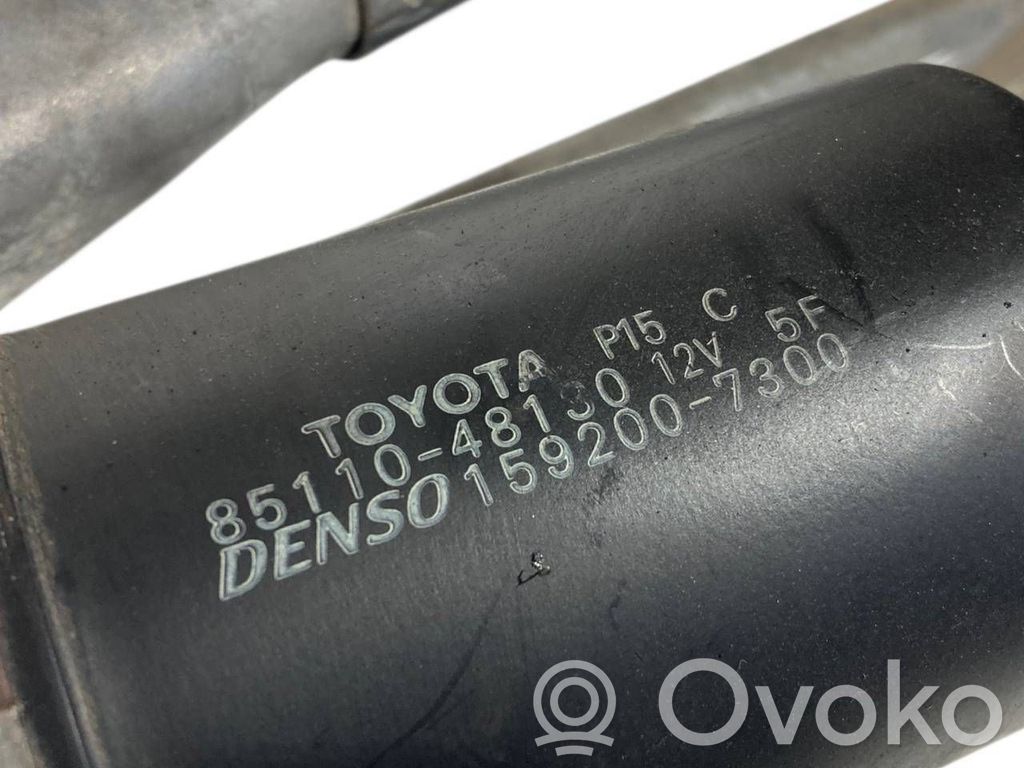 TOYOTA P15 C
85110-48130 12V 5F
DENSO 159200-7300
Ovoko